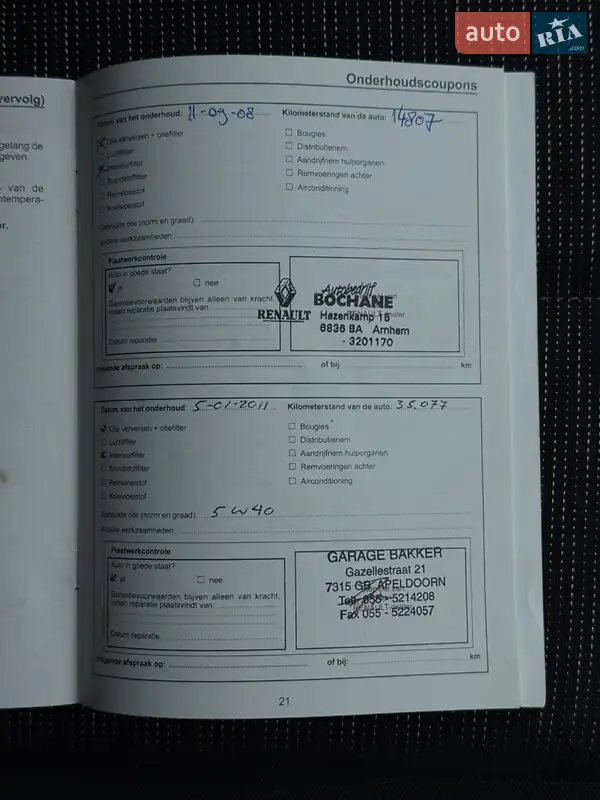 auto RIA .com
Onderhoudscoupons
vervolg)
gelang de
geven.
van de
tempera-
r.
Datum van het onderhoud: 11-09-08 Kilometerstand van de auto: 14807
Olie verversen + oliefilter
Luchtfilter
Interieurfilter
Brandstoffilter
Remvloeistof
Koelvloeistof
Bougies
Distributieriem
Aandrijfriem hulporganen
Remvoeringen achter
Airconditioning
Gebruikte olie (norm en graad):
Andere werkzaamheden:
Plaatwerkcontrole
Auto in goede staat?
ja nee
Garantievoorwaarden blijven alleen van kracht,
indien reparatie plaatsvindt van
Datum reparatie:
RENAULT
Autobedrijf
BOCHANE
Hazenkamp 16
6836 BA Arnhem
- 3201170
Volgende afspraak op: of bij: km
Datum van het onderhoud: 5-01-2011 Kilometerstand van de auto: 35.077
Olie verversen + oliefilter
Luchtfilter
Interieurfilter
Brandstoffilter
Remvloeistof
Koelvloeistof
Bougies
Distributieriem
Aandrijfriem hulporganen
Remvoeringen achter
Airconditioning
Gebruikte olie (norm en graad): 5w40
Andere werkzaamheden:
Plaatwerkcontrole
Auto in goede staat?
ja nee
Garantievoorwaarden blijven alleen van kracht,
indien reparatie plaatsvindt van
Datum reparatie:
GARAGE BAKKER
Gazellestraat 21
7315 GB APELDOORN
Tel. 055 - 5214208
RENAULT-dealer
Fax 055 - 5224057
Volgende afspraak op: of bij: km
21